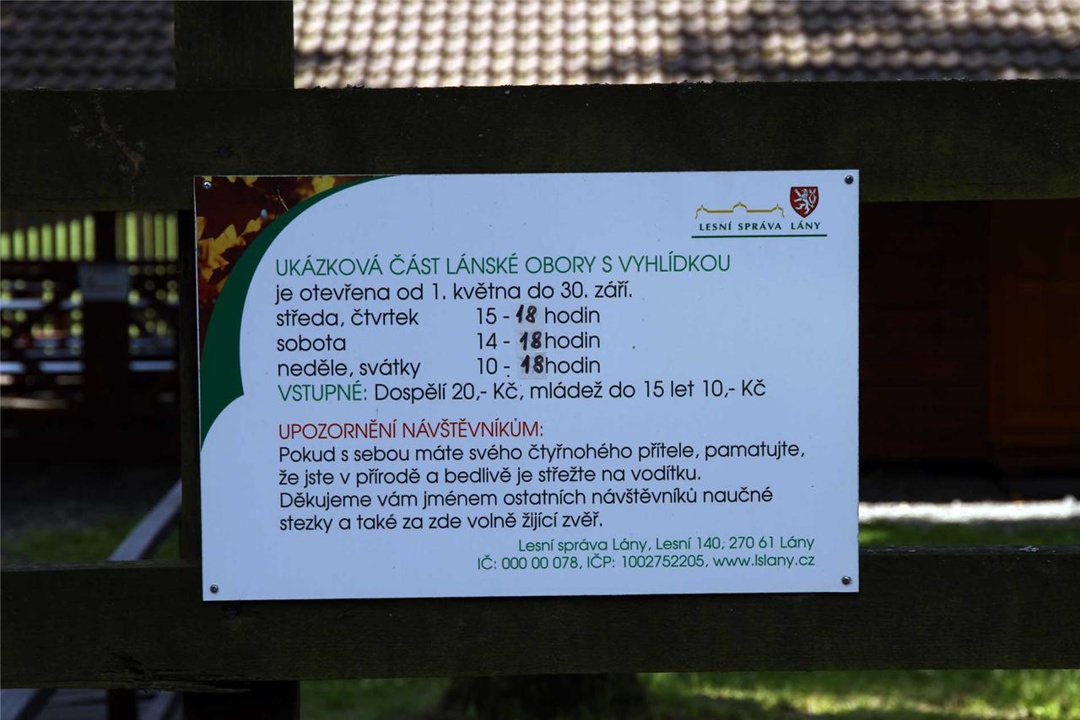 LESNÍ SPRÁVA LÁNY
UKÁZKOVÁ ČÁST LÁNSKÉ OBORY S VYHLÍDKOU
je otevřena od 1. května do 30. září.
středa, čtvrtek 15 - 18 hodin
sobota 14 - 18 hodin
neděle, svátky 10 - 18 hodin
VSTUPNÉ: Dospělí 20,- Kč, mládež do 15 let 10,- Kč
UPOZORNĚNÍ NÁVŠTĚVNÍKŮM:
Pokud s sebou máte svého čtyřnohého přítele, pamatujte,
že jste v přírodě a bedlivě je střežte na vodítku.
Děkujeme vám jménem ostatních návštěvníků naučné
stezky a také za zde volně žijící zvěř.
Lesní správa Lány, Lesní 140, 270 61 Lány
IČ: 000 00 078, IČP: 1002752205, www.lslany.cz